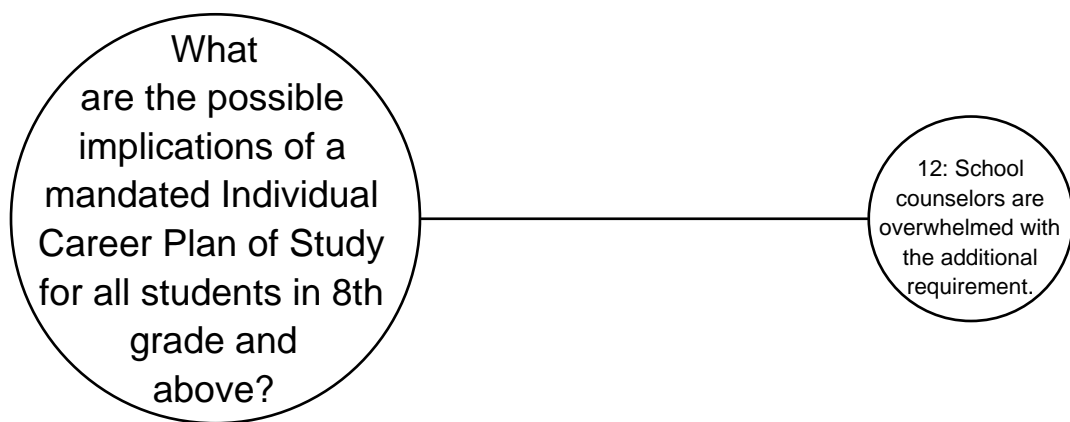 What
are the possible
implications of a
mandated Individual
Career Plan of Study
for all students in 8th
grade and
above?
12: School
counselors are
overwhelmed with
the additional
requirement.